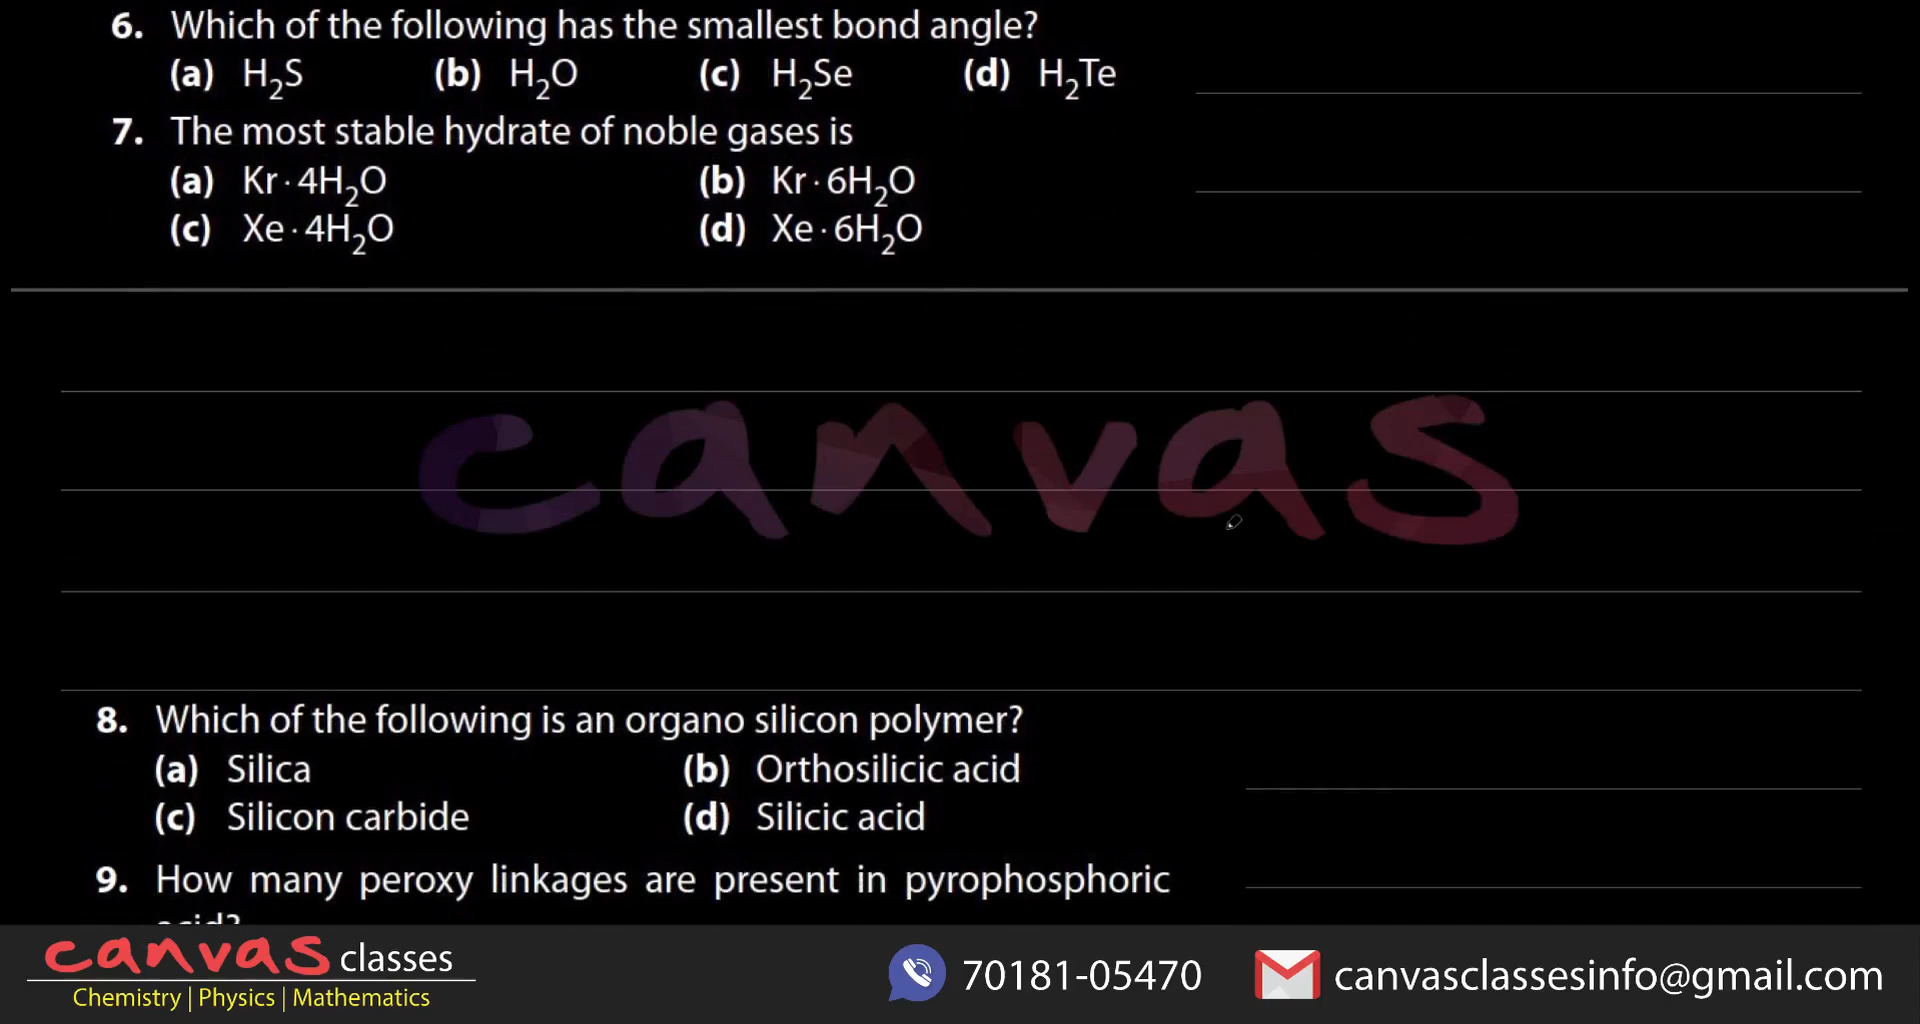 6. Which of the following has the smallest bond angle?
(a) H₂S (b) H₂O (c) H₂Se (d) H₂Te
7. The most stable hydrate of noble gases is
(a) Kr · 4H₂O (b) Kr · 6H₂O
(c) Xe · 4H₂O (d) Xe · 6H₂O
canvas
8. Which of the following is an organo silicon polymer?
(a) Silica (b) Orthosilicic acid
(c) Silicon carbide (d) Silicic acid
9. How many peroxy linkages are present in pyrophosphoric
acid?
canvas classes
Chemistry | Physics | Mathematics
70181-05470
canvasclassesinfo@gmail.com